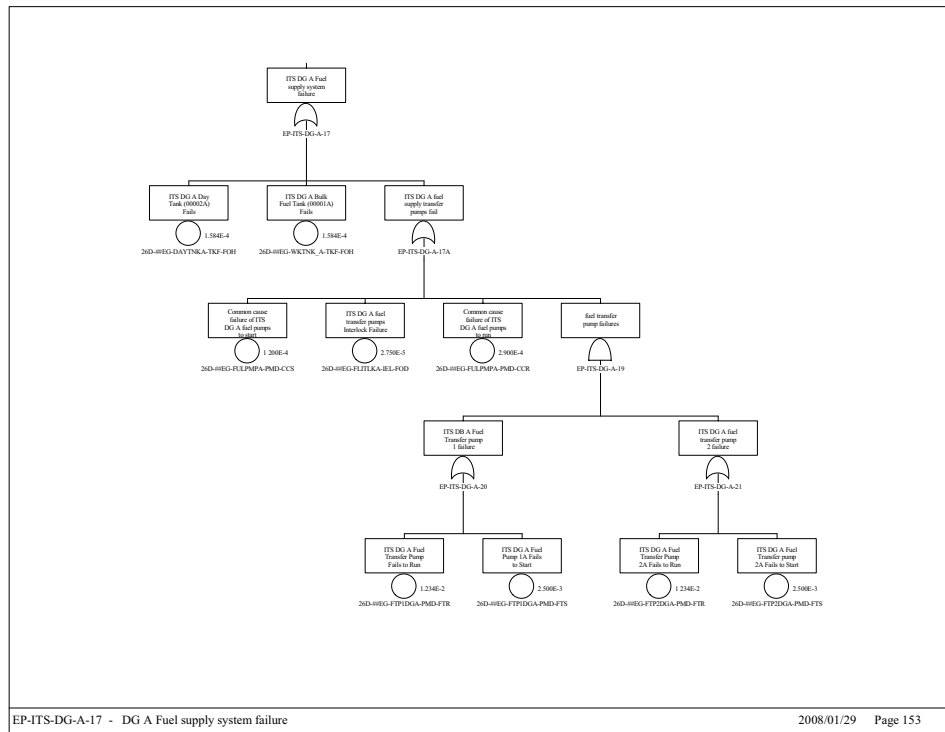 ITS DG A Fuel
supply system
failure
EP-ITS-DG-A-17
ITS DG A Day
Tank (00002A)
Fails
1.584E-4
26D-##EG-DAYTNKA-TKF-FOH
ITS DG A Bulk
Fuel Tank (00001A)
Fails
1.584E-4
26D-##EG-WKTNK_A-TKF-FOH
ITS DG A fuel
supply transfer
pumps fail
EP-ITS-DG-A-17A
Common cause
failure of ITS
DG A fuel pumps
to start
1 200E-4
26D-##EG-FULPMPA-PMD-CCS
ITS DG A fuel
transfer pumps
Interlock Failure
2.750E-5
26D-##EG-FLITLKA-IEL-FOD
Common cause
failure of ITS
DG A fuel pumps
to run
2.900E-4
26D-##EG-FULPMPA-PMD-CCR
fuel transfer
pump failures
EP-ITS-DG-A-19
ITS DB A Fuel
Transfer pump
1 failure
EP-ITS-DG-A-20
ITS DG A fuel
transfer pump
2 failure
EP-ITS-DG-A-21
ITS DG A Fuel
Transfer Pump
Fails to Run
1.234E-2
26D-##EG-FTP1DGA-PMD-FTR
ITS DG A Fuel
Pump 1A Fails
to Start
2.500E-3
26D-##EG-FTP1DGA-PMD-FTS
ITS DG A Fuel
Transfer Pump
2A Fails to Run
1 234E-2
26D-##EG-FTP2DGA-PMD-FTR
ITS DG A Fuel
Transfer pump
2A Fails to Start
2.500E-3
26D-##EG-FTP2DGA-PMD-FTS
EP-ITS-DG-A-17 - DG A Fuel supply system failure
2008/01/29 Page 153